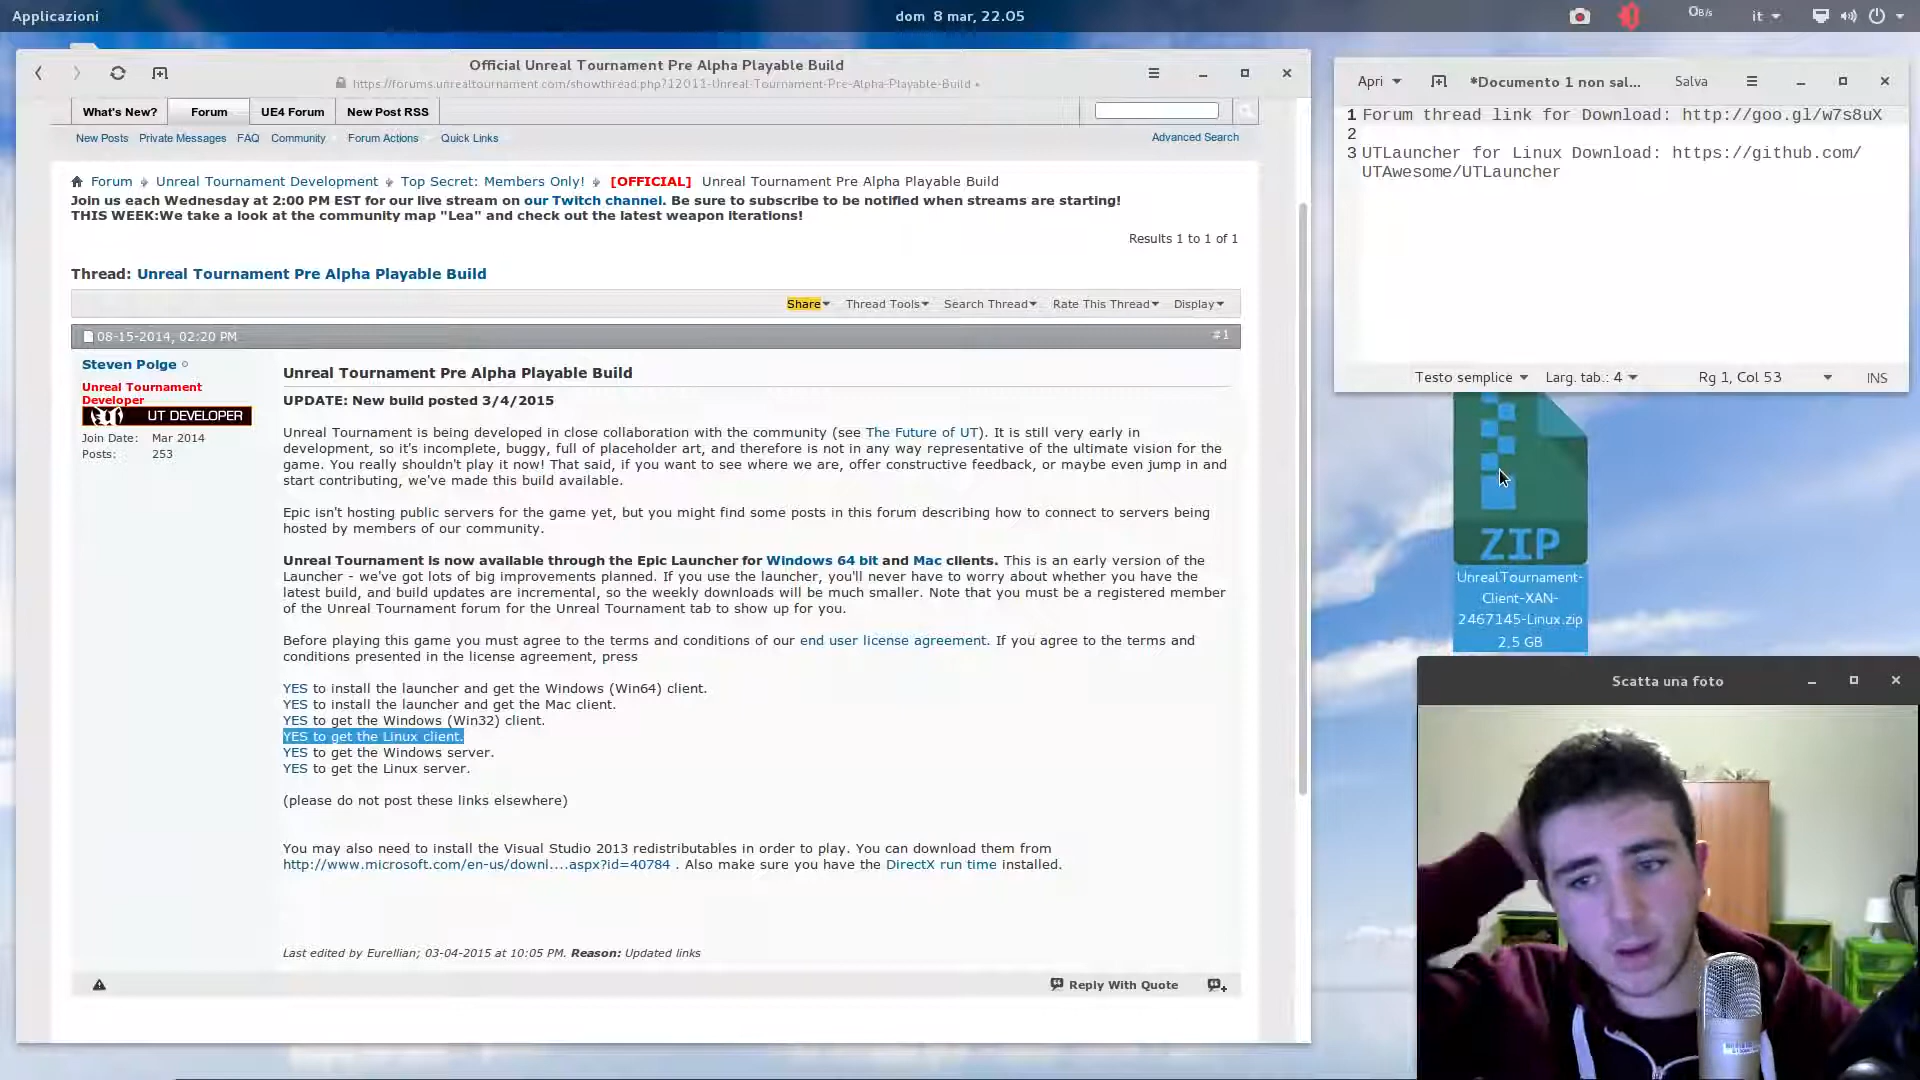 Applicazioni
dom 8 mar, 22.05
0B/s
it
Official Unreal Tournament Pre Alpha Playable Build
https://forums.unrealtournament.com/showthread.php?12011-Unreal-Tournament-Pre-Alpha-Playable-Build
What's New?
Forum
UE4 Forum
New Post RSS
New Posts Private Messages FAQ Community Forum Actions Quick Links
Advanced Search
Forum Unreal Tournament Development Top Secret: Members Only! [OFFICIAL] Unreal Tournament Pre Alpha Playable Build
Join us each Wednesday at 2:00 PM EST for our live stream on our Twitch channel. Be sure to subscribe to be notified when streams are starting!
THIS WEEK:We take a look at the community map "Lea" and check out the latest weapon iterations!
Results 1 to 1 of 1
Thread: Unreal Tournament Pre Alpha Playable Build
Share Thread Tools Search Thread Rate This Thread Display
08-15-2014, 02:20 PM
#1
Steven Polge
Unreal Tournament
Developer
UT DEVELOPER
Join Date: Mar 2014
Posts: 253
Unreal Tournament Pre Alpha Playable Build
UPDATE: New build posted 3/4/2015
Unreal Tournament is being developed in close collaboration with the community (see The Future of UT). It is still very early in
development, so it's incomplete, buggy, full of placeholder art, and therefore is not in any way representative of the ultimate vision for the
game. You really shouldn't play it now! That said, if you want to see where we are, offer constructive feedback, or maybe even jump in and
start contributing, we've made this build available.
Epic isn't hosting public servers for the game yet, but you might find some posts in this forum describing how to connect to servers being
hosted by members of our community.
Unreal Tournament is now available through the Epic Launcher for Windows 64 bit and Mac clients. This is an early version of the
Launcher - we've got lots of big improvements planned. If you use the launcher, you'll never have to worry about whether you have the
latest build, and build updates are incremental, so the weekly downloads will be much smaller. Note that you must be a registered member
of the Unreal Tournament forum for the Unreal Tournament tab to show up for you.
Before playing this game you must agree to the terms and conditions of our end user license agreement. If you agree to the terms and
conditions presented in the license agreement, press
YES to install the launcher and get the Windows (Win64) client.
YES to install the launcher and get the Mac client.
YES to get the Windows (Win32) client.
YES to get the Linux client.
YES to get the Windows server.
YES to get the Linux server.
(please do not post these links elsewhere)
You may also need to install the Visual Studio 2013 redistributables in order to play. You can download them from
http://www.microsoft.com/en-us/downl....aspx?id=40784 . Also make sure you have the DirectX run time installed.
Last edited by Eurellian; 03-04-2015 at 10:05 PM. Reason: Updated links
Reply With Quote
Apri
*Documento 1 non sal...
Salva
1 Forum thread link for Download: http://goo.gl/w7s8uX
2
3 UTLauncher for Linux Download: https://github.com/
UTAwesome/UTLauncher
Testo semplice
Larg. tab.: 4
Rg 1, Col 53
INS
ZIP
UnrealTournament-
Client-XAN-
2467145-Linux.zip
2,5 GB
Scatta una foto